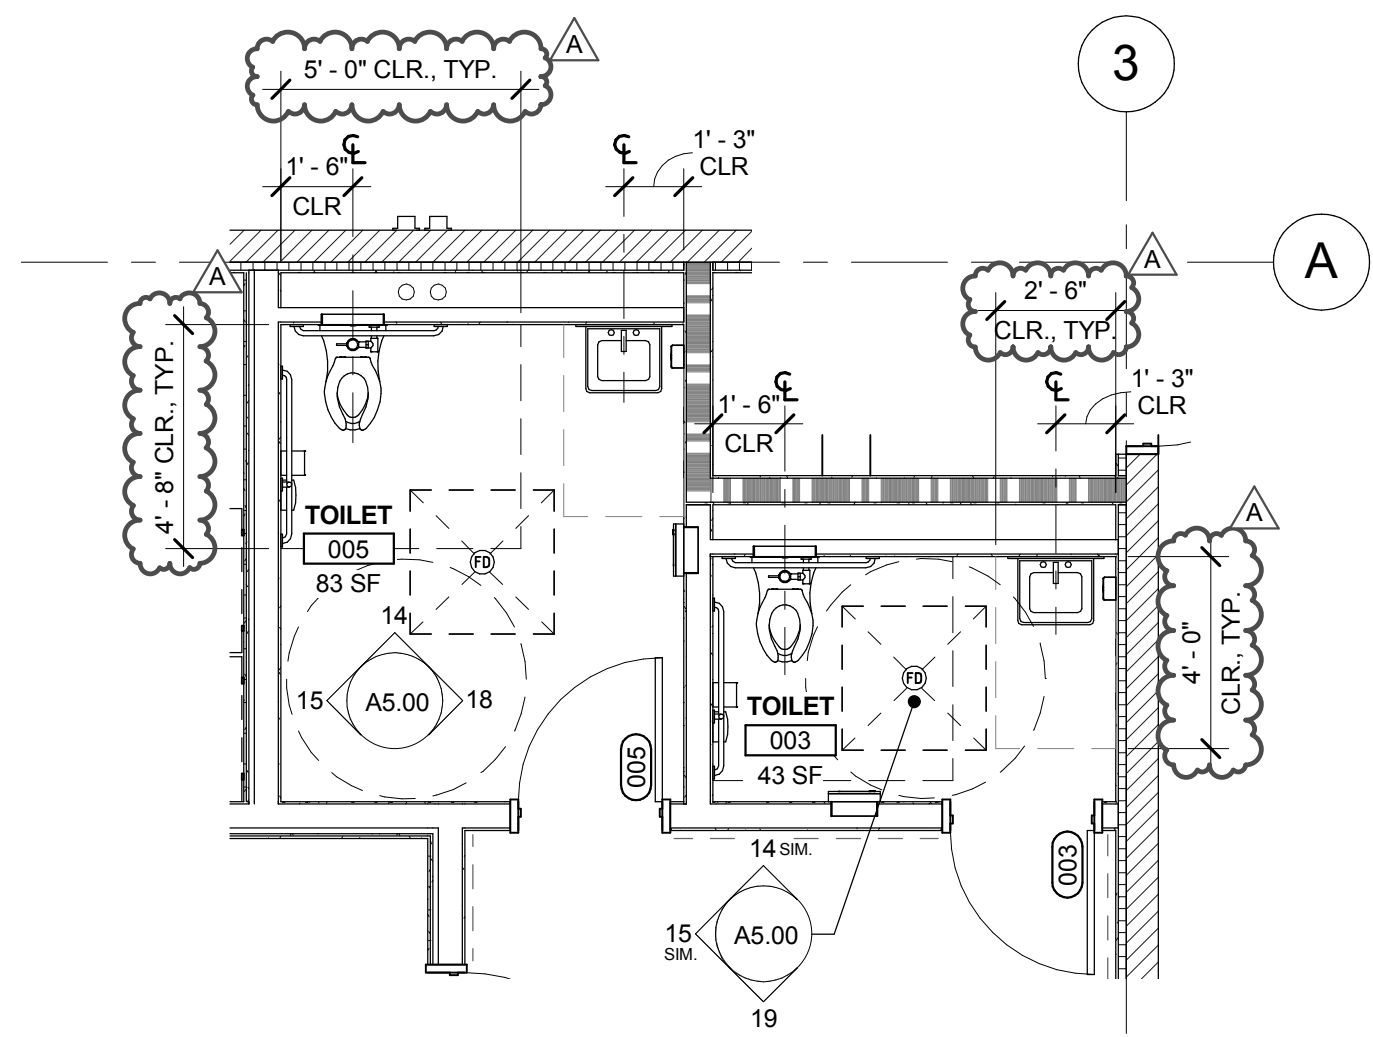 A
5' - 0" CLR., TYP.
3
1' - 6"
CLR
1' - 3"
CLR
A
A
A
2' - 6"
CLR., TYP.
4' - 8" CLR., TYP.
1' - 6"
CLR
1' - 3"
CLR
A
TOILET
005
83 SF
FD
14
15
A5.00
18
005
4' - 0"
CLR., TYP.
FD
TOILET
003
43 SF
003
14 SIM.
15
SIM.
A5.00
19